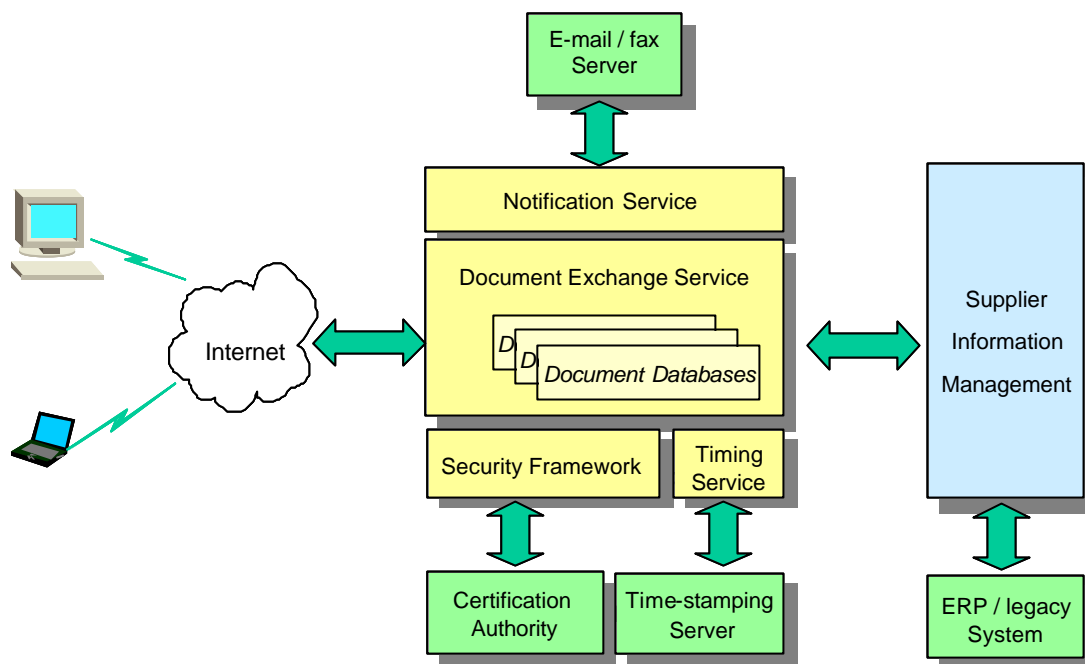 E-mail / fax
Server
Notification Service
Document Exchange Service
D
D
Document Databases
Internet
Supplier
Information
Management
Security Framework
Timing
Service
Certification
Authority
Time-stamping
Server
ERP / legacy
System